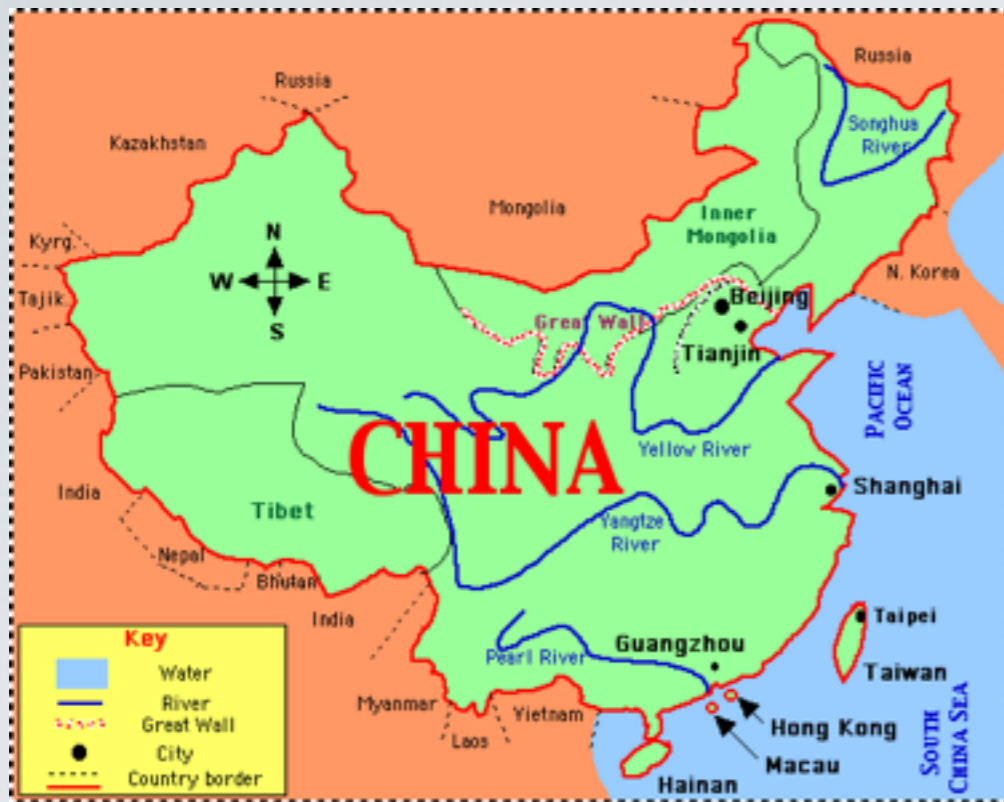 Russia
Russia
Kazakhstan
Songhua
River
Mongolia
Inner
Mongolia
N
W E
S
Kyrg.
Tajik.
Pakistan
N. Korea
Beijing
Great Wall
Tianjin
PACIFIC
OCEAN
CHINA
Yellow River
Shanghai
India
Tibet
Yangtze
River
Nepal
Bhutan
India
Taipei
Taiwan
Guangzhou
Pearl River
Myanmar
Laos
Vietnam
Hong Kong
Macau
Hainan
SOUTH
CHINA SEA
Key
Water
River
Great Wall
City
Country border